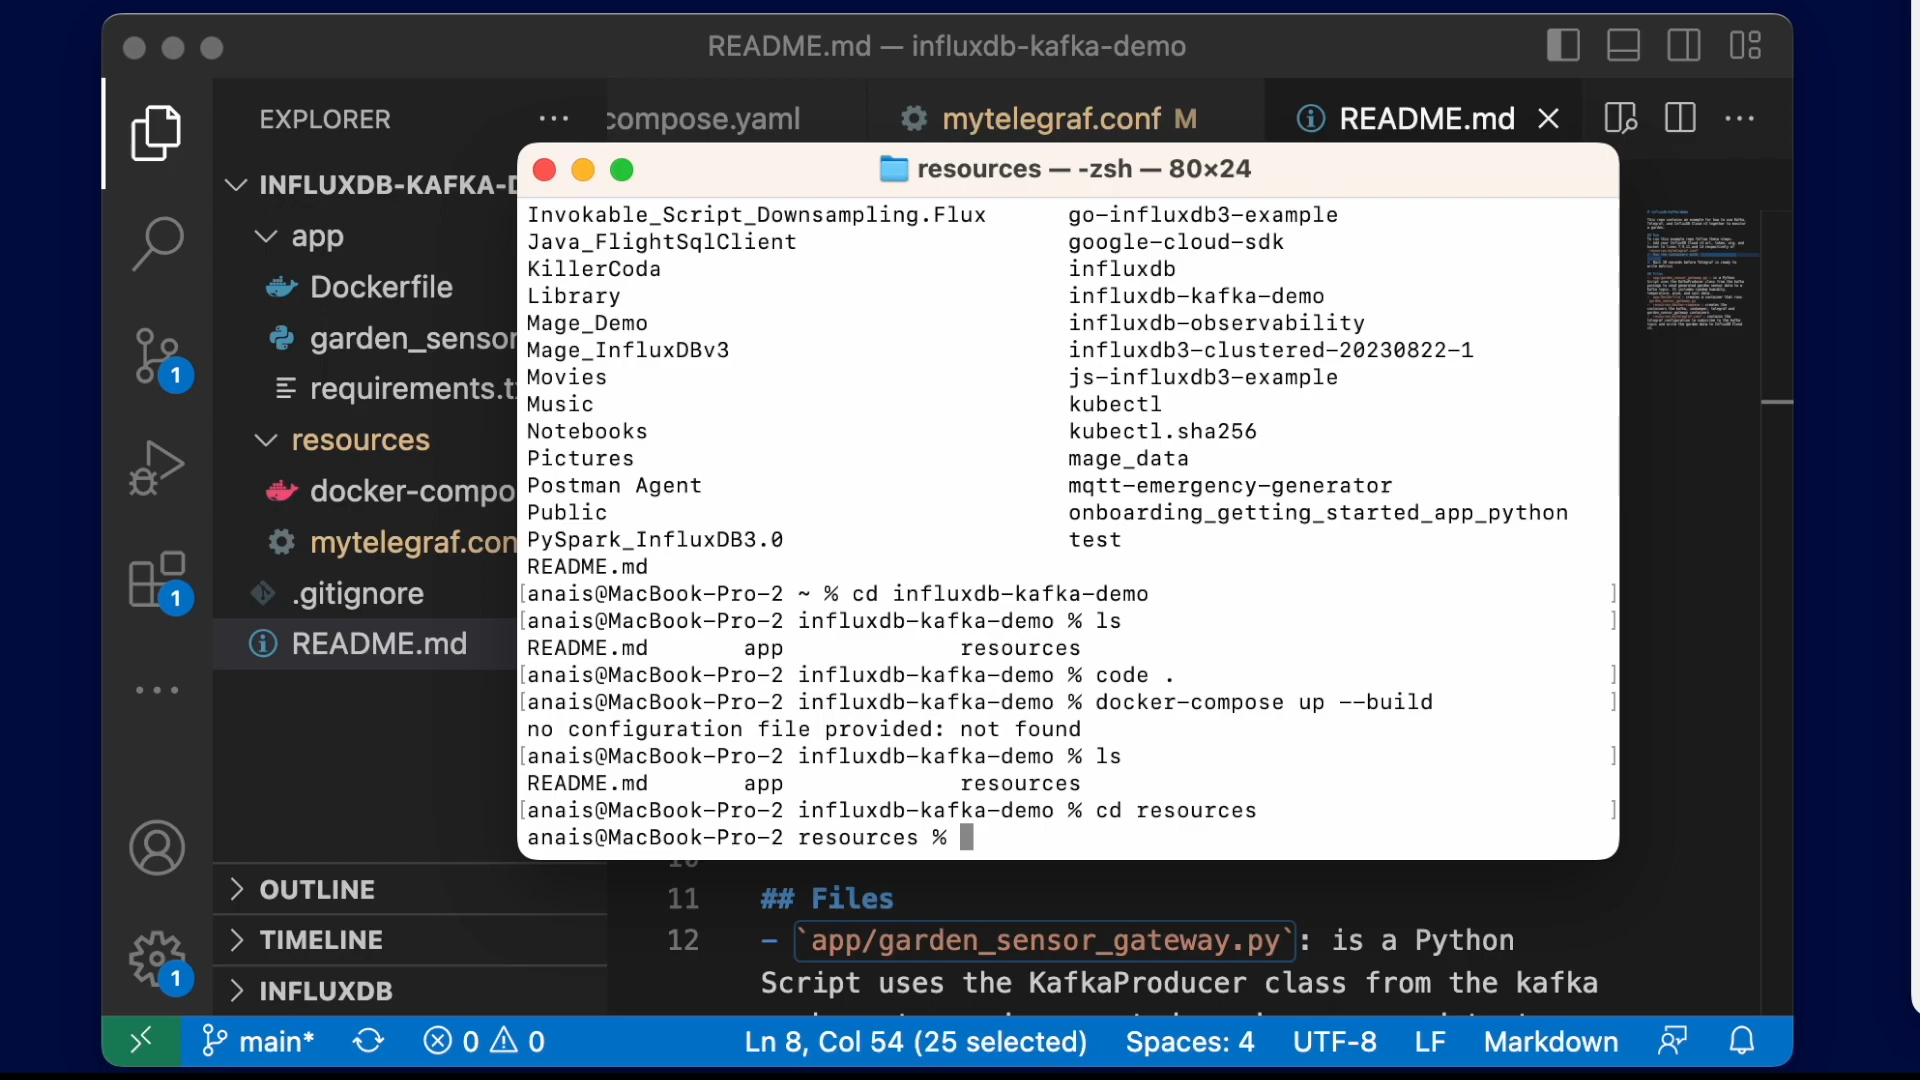 README.md — influxdb-kafka-demo
EXPLORER
compose.yaml
mytelegraf.conf M
README.md
INFLUXDB-KAFKA-D
app
Dockerfile
garden_sensor
requirements.tx
resources
docker-compo
mytelegraf.con
.gitignore
README.md
OUTLINE
TIMELINE
INFLUXDB
1
1
1
resources — -zsh — 80×24
Invokable_Script_Downsampling.Flux go-influxdb3-example
Java_FlightSqlClient google-cloud-sdk
KillerCoda influxdb
Library influxdb-kafka-demo
Mage_Demo influxdb-observability
Mage_InfluxDBv3 influxdb3-clustered-20230822-1
Movies js-influxdb3-example
Music kubectl
Notebooks kubectl.sha256
Pictures mage_data
Postman Agent mqtt-emergency-generator
Public onboarding_getting_started_app_python
PySpark_InfluxDB3.0 test
README.md
[anais@MacBook-Pro-2 ~ % cd influxdb-kafka-demo ]
[anais@MacBook-Pro-2 influxdb-kafka-demo % ls ]
README.md app resources
[anais@MacBook-Pro-2 influxdb-kafka-demo % code . ]
[anais@MacBook-Pro-2 influxdb-kafka-demo % docker-compose up --build ]
no configuration file provided: not found
[anais@MacBook-Pro-2 influxdb-kafka-demo % ls ]
README.md app resources
[anais@MacBook-Pro-2 influxdb-kafka-demo % cd resources ]
anais@MacBook-Pro-2 resources %
11 ## Files
12 - `app/garden_sensor_gateway.py`: is a Python
Script uses the KafkaProducer class from the kafka
main* 0 0 Ln 8, Col 54 (25 selected) Spaces: 4 UTF-8 LF Markdown